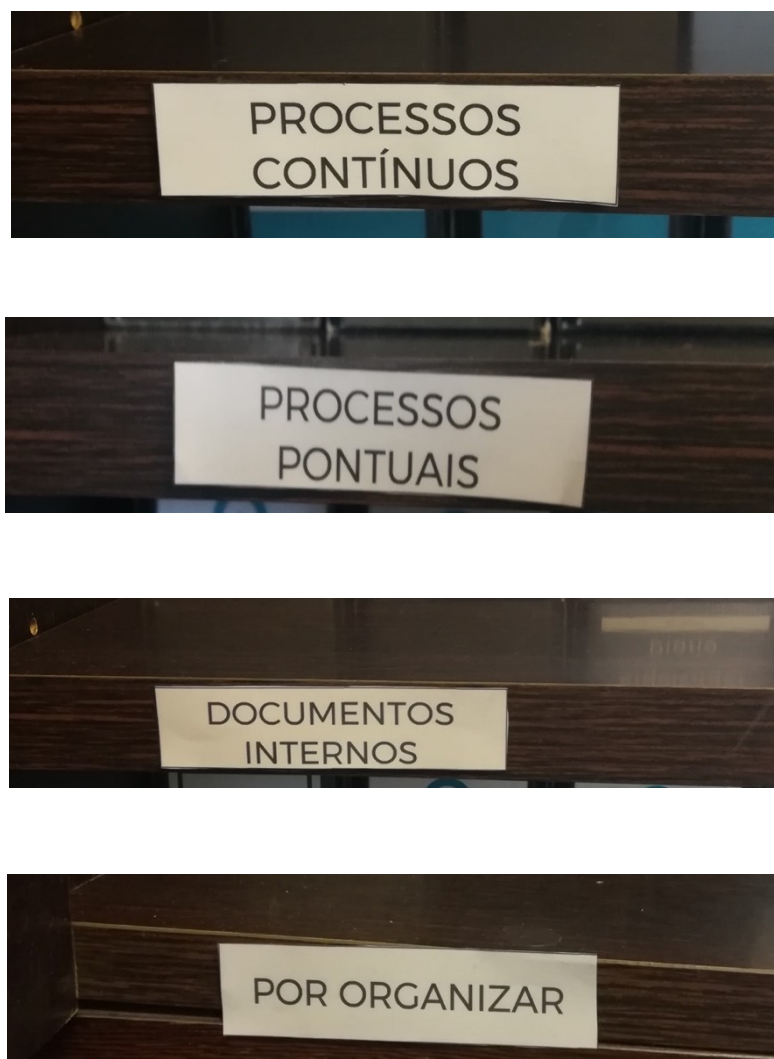 PROCESSOS
CONTÍNUOS
PROCESSOS
PONTUAIS
DOCUMENTOS
INTERNOS
POR ORGANIZAR